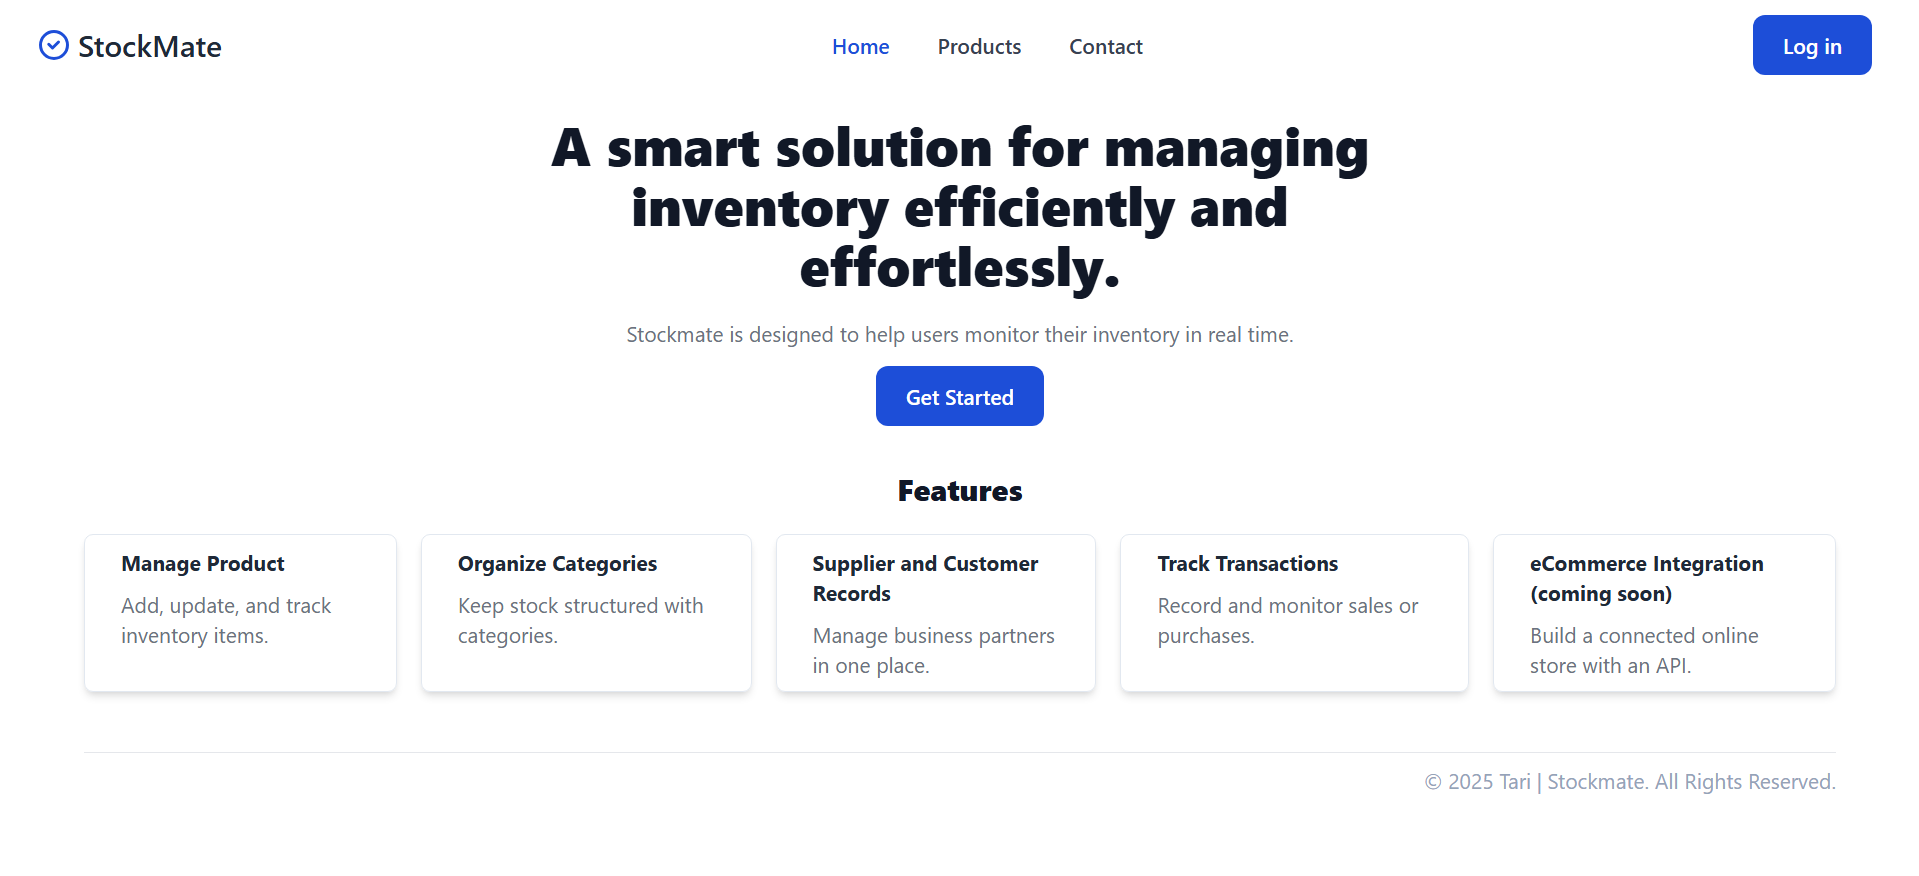 StockMate
Home
Products
Contact
Log in
A smart solution for managing
inventory efficiently and
effortlessly.
Stockmate is designed to help users monitor their inventory in real time.
Get Started
Features
Manage Product
Add, update, and track
inventory items.
Organize Categories
Keep stock structured with
categories.
Supplier and Customer
Records
Manage business partners
in one place.
Track Transactions
Record and monitor sales or
purchases.
eCommerce Integration
(coming soon)
Build a connected online
store with an API.
© 2025 Tari | Stockmate. All Rights Reserved.